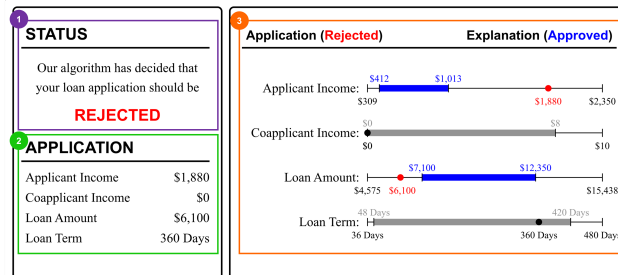 1
STATUS
Our algorithm has decided that
your loan application should be
REJECTED
2
APPLICATION
Applicant Income $1,880
Coapplicant Income $0
Loan Amount $6,100
Loan Term 360 Days
3
Application (Rejected) Explanation (Approved)
$412 $1,013
Applicant Income:
$309 $1,880 $2,350
$0 $8
Coapplicant Income:
$0 $10
$7,100 $12,350
Loan Amount:
$4,575 $6,100 $15,438
48 Days 420 Days
Loan Term:
36 Days 360 Days 480 Days